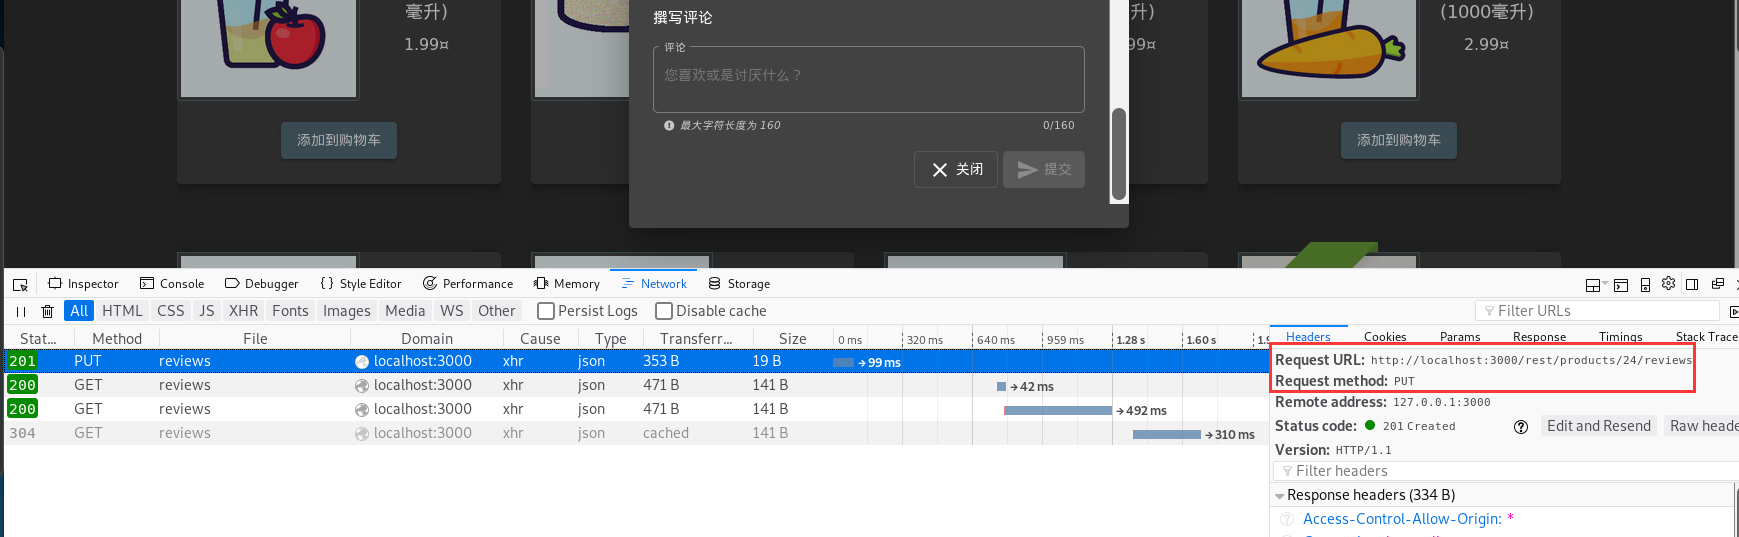 撰写评论
毫升)
1.99¤
99¤
升)
(1000毫升)
2.99¤
评论
您喜欢或是讨厌什么？
最大字符长度为 160
0/160
添加到购物车
关闭
提交
添加到购物车
Inspector Console Debugger {} Style Editor Performance Memory Network Storage
All HTML CSS JS XHR Fonts Images Media WS Other Persist Logs Disable cache Filter URLs
Stat... Method File Domain Cause Type Transferr... Size 0 ms 320 ms 640 ms 959 ms 1.28 s 1.60 s
201 PUT reviews localhost:3000 xhr json 353 B 19 B → 99 ms
200 GET reviews localhost:3000 xhr json 471 B 141 B → 42 ms
200 GET reviews localhost:3000 xhr json 471 B 141 B → 492 ms
304 GET reviews localhost:3000 xhr json cached 141 B → 310 ms
Headers Cookies Params Response Timings Stack Trace
Request URL: http://localhost:3000/rest/products/24/reviews
Request method: PUT
Remote address: 127.0.0.1:3000
Status code: 201 Created Edit and Resend Raw heade
Version: HTTP/1.1
Filter headers
Response headers (334 B)
Access-Control-Allow-Origin: *